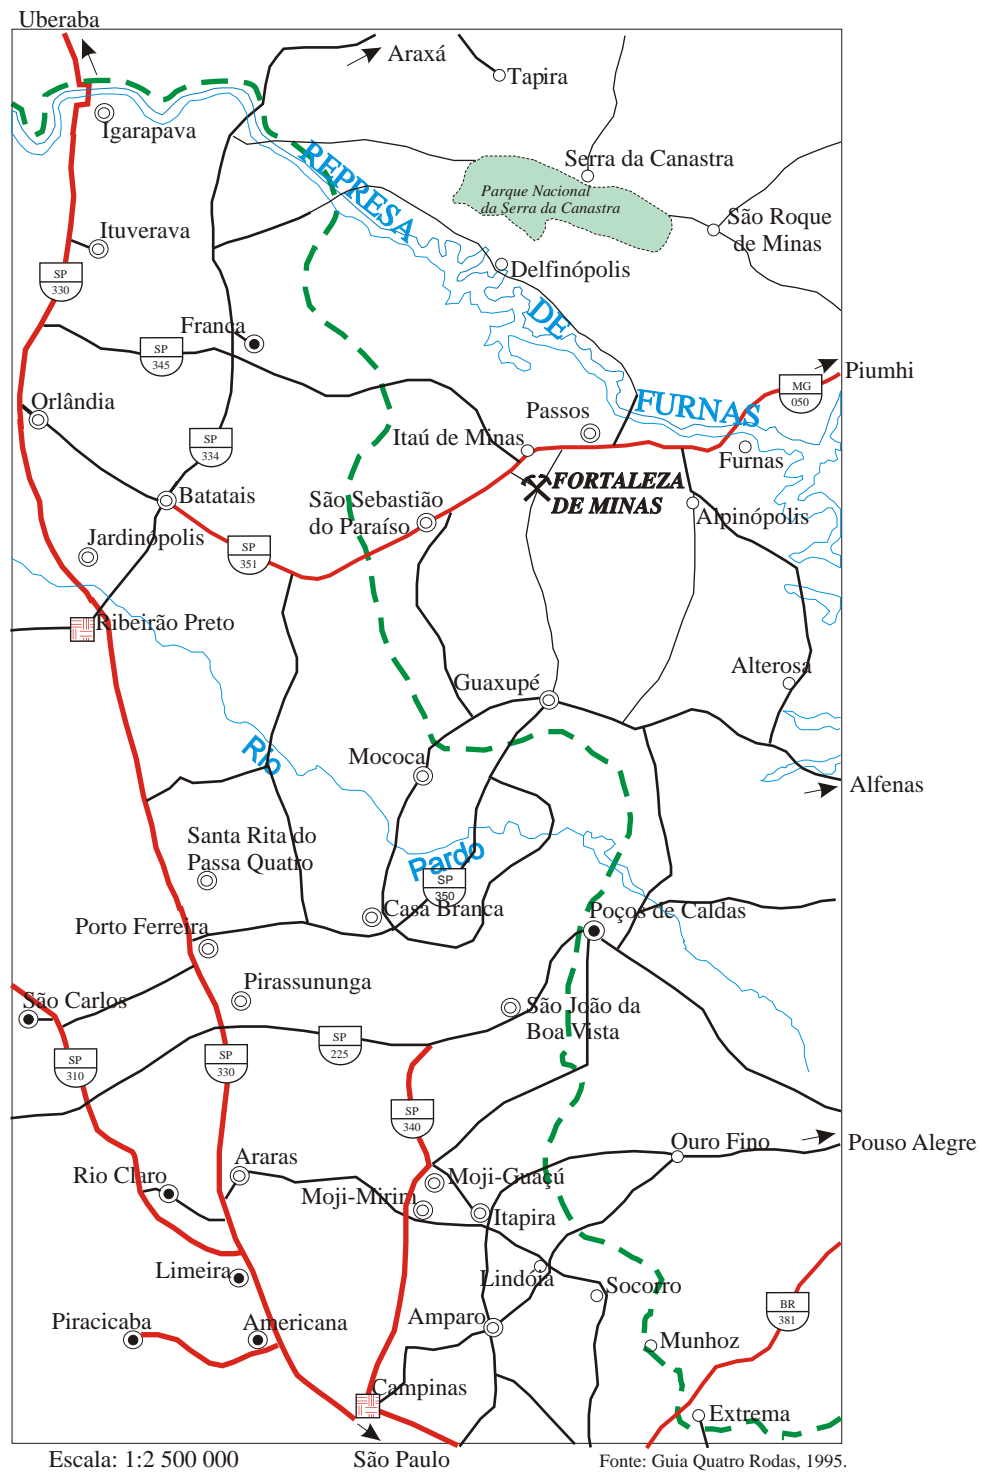 Uberaba
Araxá
Tapira
Igarapava
Serra da Canastra
REPRESA
Parque Nacional
da Serra da Canastra
São Roque
de Minas
Ituverava
Delfinópolis
SP
330
DE
Franca
SP
345
Piumhi
MG
050
Orlândia
FURNAS
Passos
Itaú de Minas
SP
334
Furnas
FORTALEZA
DE MINAS
Batatais
São Sebastião
do Paraíso
Alpinópolis
Jardinópolis
SP
351
Ribeirão Preto
Alterosa
Guaxupé
Rio
Mococa
Alfenas
Santa Rita do
Passa Quatro
Pardo
SP
350
Casa Branca
Poços de Caldas
Porto Ferreira
Pirassununga
São Carlos
São João da
Boa Vista
SP
225
SP
310
SP
330
SP
340
Ouro Fino
Pouso Alegre
Araras
Rio Claro
Moji-Guaçú
Moji-Mirim
Itapira
Limeira
Lindóia
Socorro
Piracicaba
Americana
Amparo
BR
381
Munhoz
Campinas
Extrema
Escala: 1:2 500 000
São Paulo
Fonte: Guia Quatro Rodas, 1995.